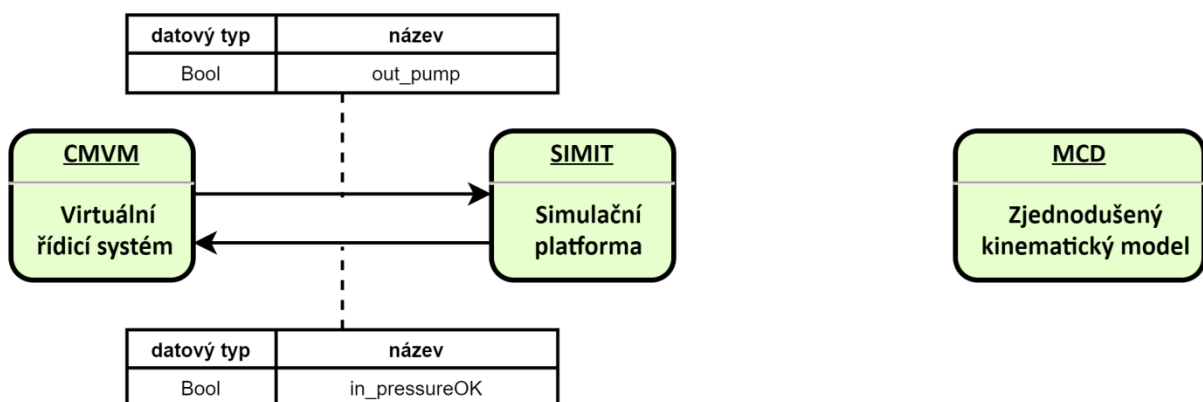 datový typ název
Bool out_pump
CMVM
Virtuální
řídicí systém
SIMIT
Simulační
platforma
MCD
Zjednodušený
kinematický model
datový typ název
Bool in_pressureOK